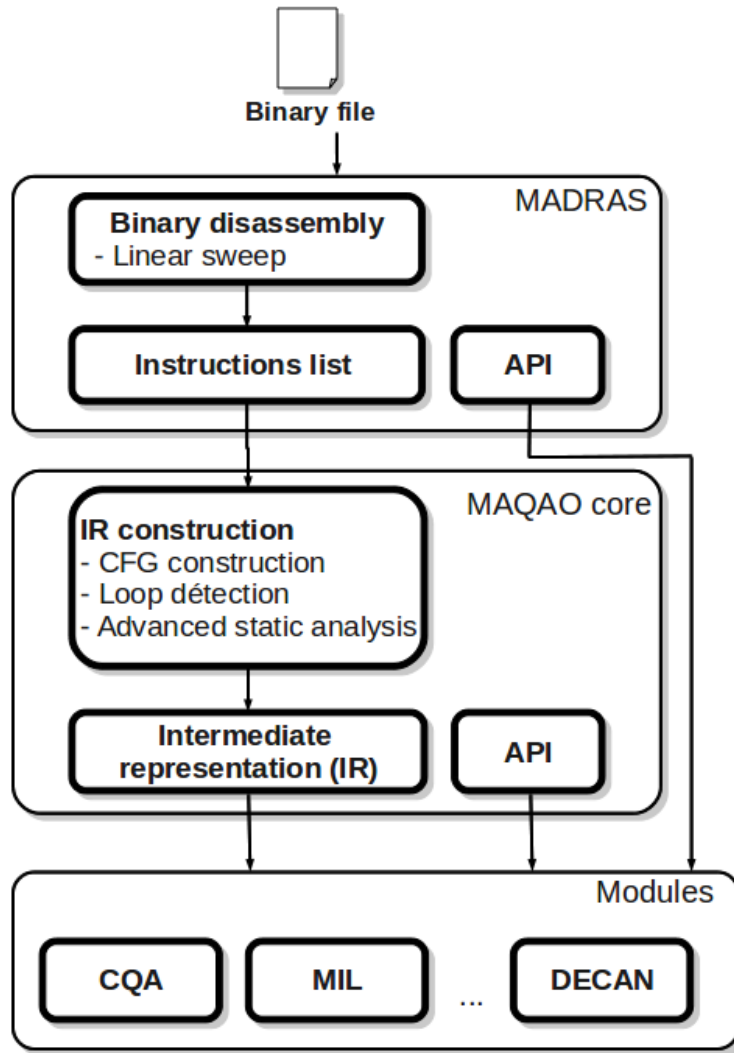 Binary file
MADRAS
Binary disassembly
- Linear sweep
Instructions list
API
MAQAO core
IR construction
- CFG construction
- Loop détection
- Advanced static analysis
Intermediate
representation (IR)
API
Modules
CQA
MIL
...
DECAN